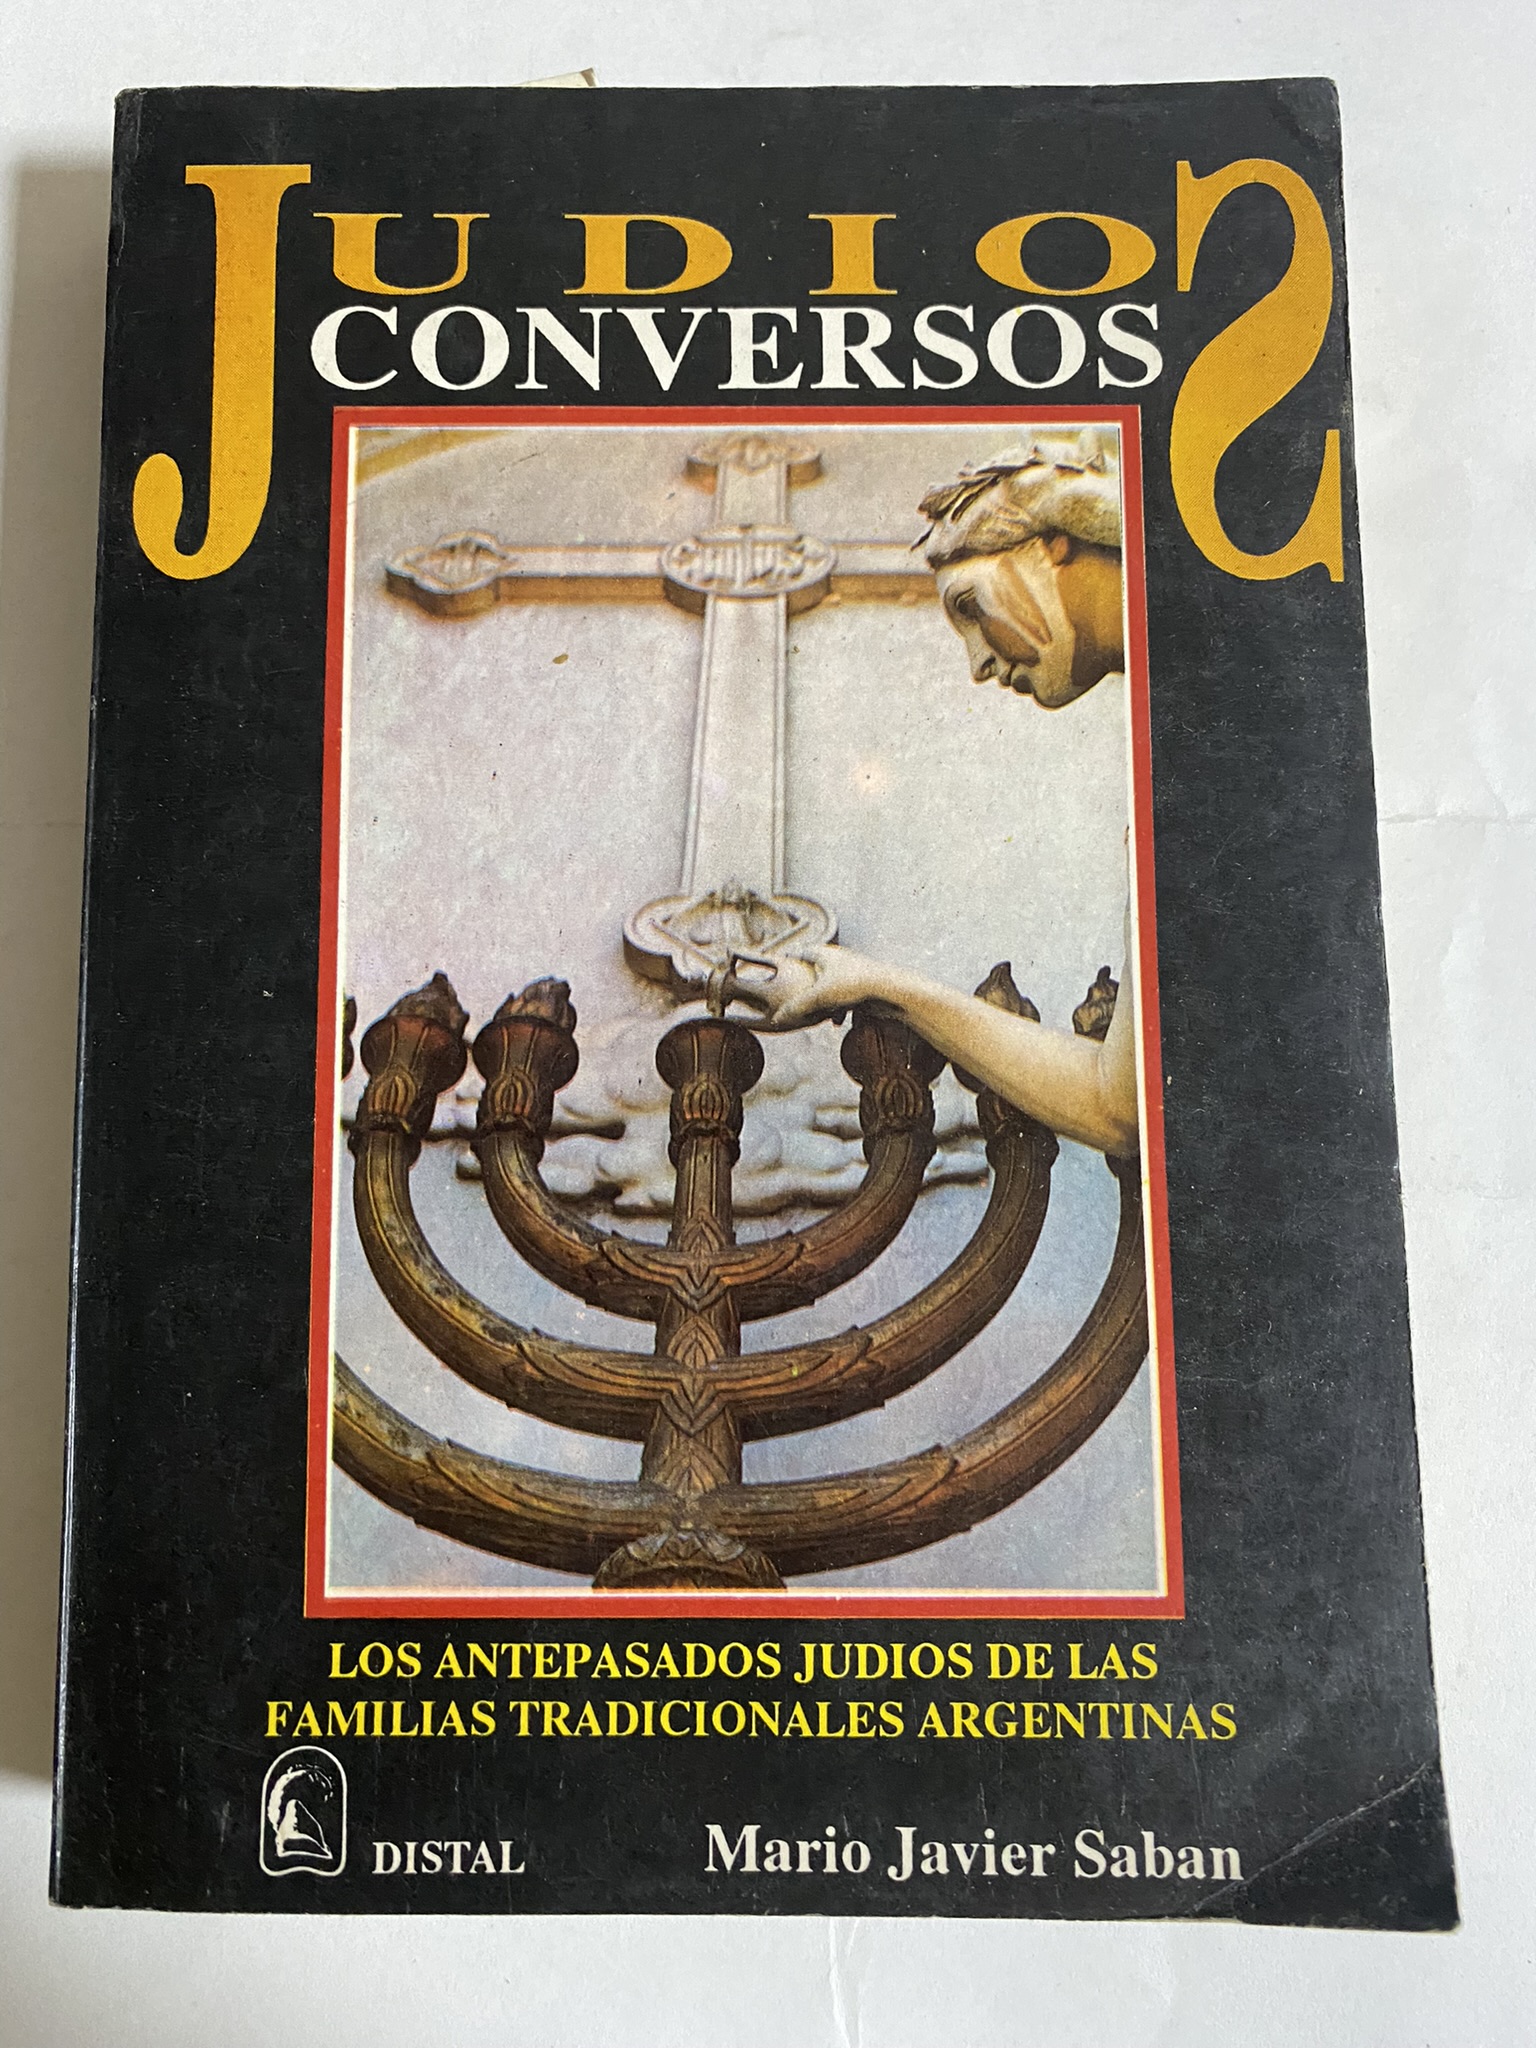 JUDIOS
CONVERSOS
LOS ANTEPASADOS JUDIOS DE LAS
FAMILIAS TRADICIONALES ARGENTINAS
DISTAL
Mario Javier Saban